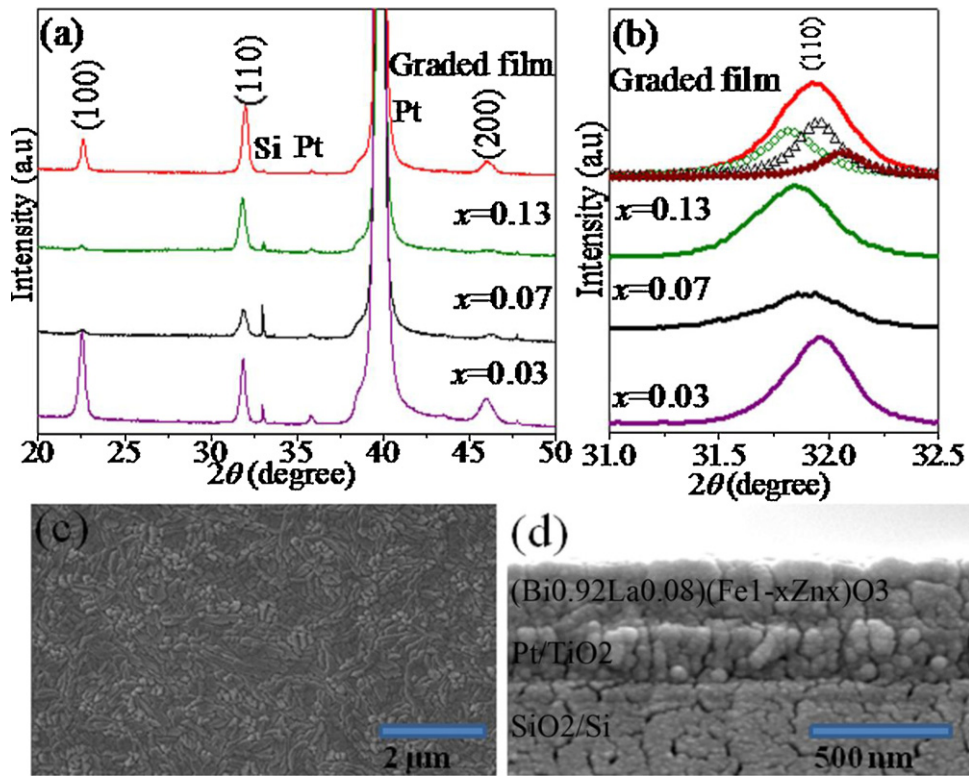 (a)
(100)
(110)
Si Pt
Graded film
Pt
(200)
x=0.13
x=0.07
x=0.03
Intensity (a.u)
20 25 30 35 40 45 50
2θ (degree)
(b)
(110)
Graded film
x=0.13
x=0.07
x=0.03
Intensity (a.u)
31.0 31.5 32.0 32.5
2θ (degree)
(c)
2 μm
(d)
(Bi0.92La0.08)(Fe1-xZnx)O3
Pt/TiO2
SiO2/Si
500 nm